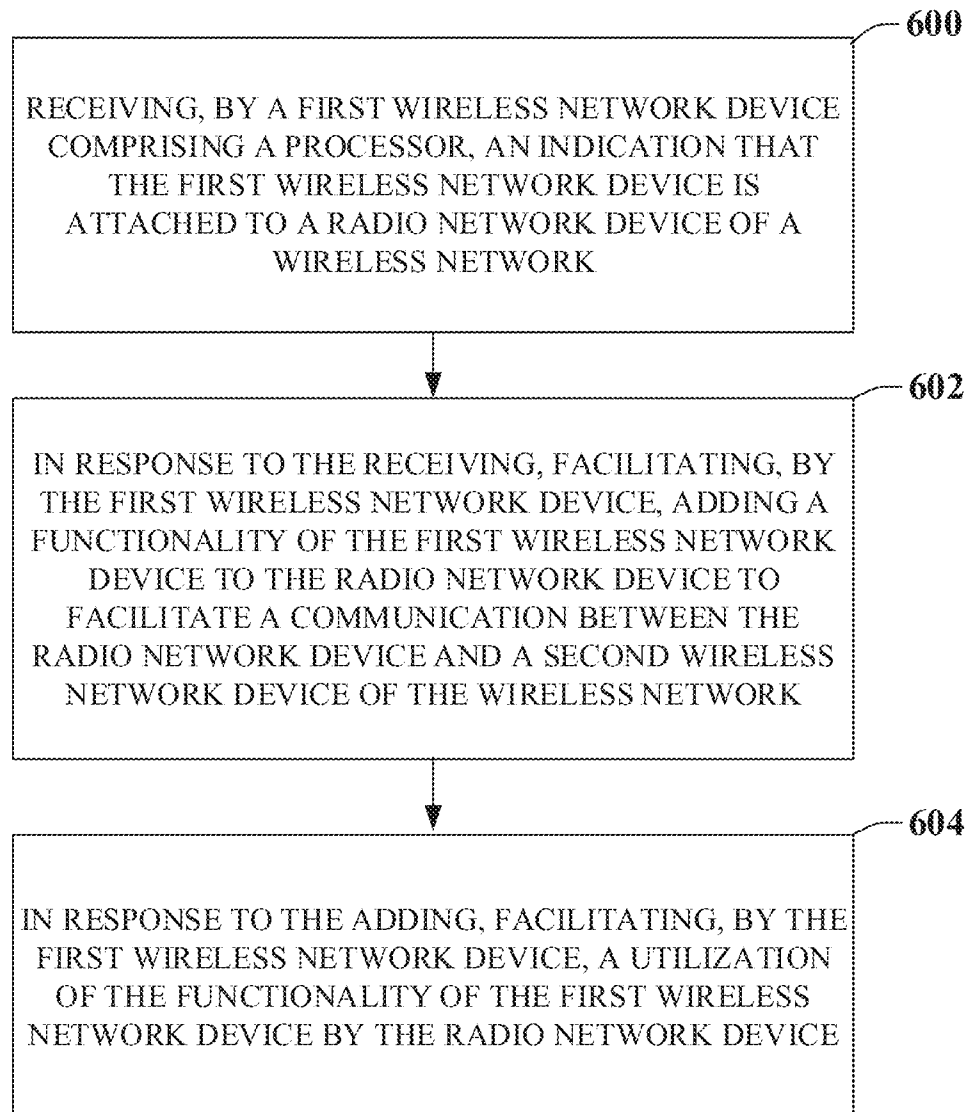 600
RECEIVING, BY A FIRST WIRELESS NETWORK DEVICE
COMPRISING A PROCESSOR, AN INDICATION THAT
THE FIRST WIRELESS NETWORK DEVICE IS
ATTACHED TO A RADIO NETWORK DEVICE OF A
WIRELESS NETWORK
602
IN RESPONSE TO THE RECEIVING, FACILITATING, BY
THE FIRST WIRELESS NETWORK DEVICE, ADDING A
FUNCTIONALITY OF THE FIRST WIRELESS NETWORK
DEVICE TO THE RADIO NETWORK DEVICE TO
FACILITATE A COMMUNICATION BETWEEN THE
RADIO NETWORK DEVICE AND A SECOND WIRELESS
NETWORK DEVICE OF THE WIRELESS NETWORK
604
IN RESPONSE TO THE ADDING, FACILITATING, BY THE
FIRST WIRELESS NETWORK DEVICE, A UTILIZATION
OF THE FUNCTIONALITY OF THE FIRST WIRELESS
NETWORK DEVICE BY THE RADIO NETWORK DEVICE